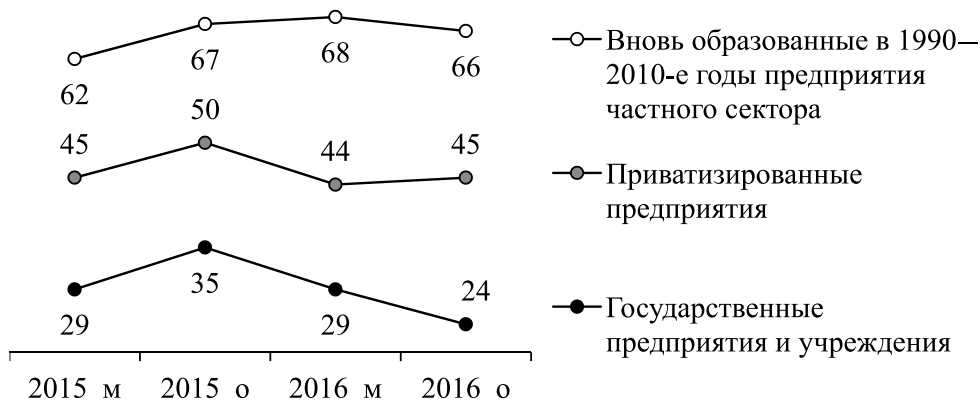 62
67
68
66
45
50
44
45
29
35
29
24
2015 м
2015 о
2016 м
2016 о
Вновь образованные в 1990—
2010-е годы предприятия
частного сектора
Приватизированные
предприятия
Государственные
предприятия и учреждения